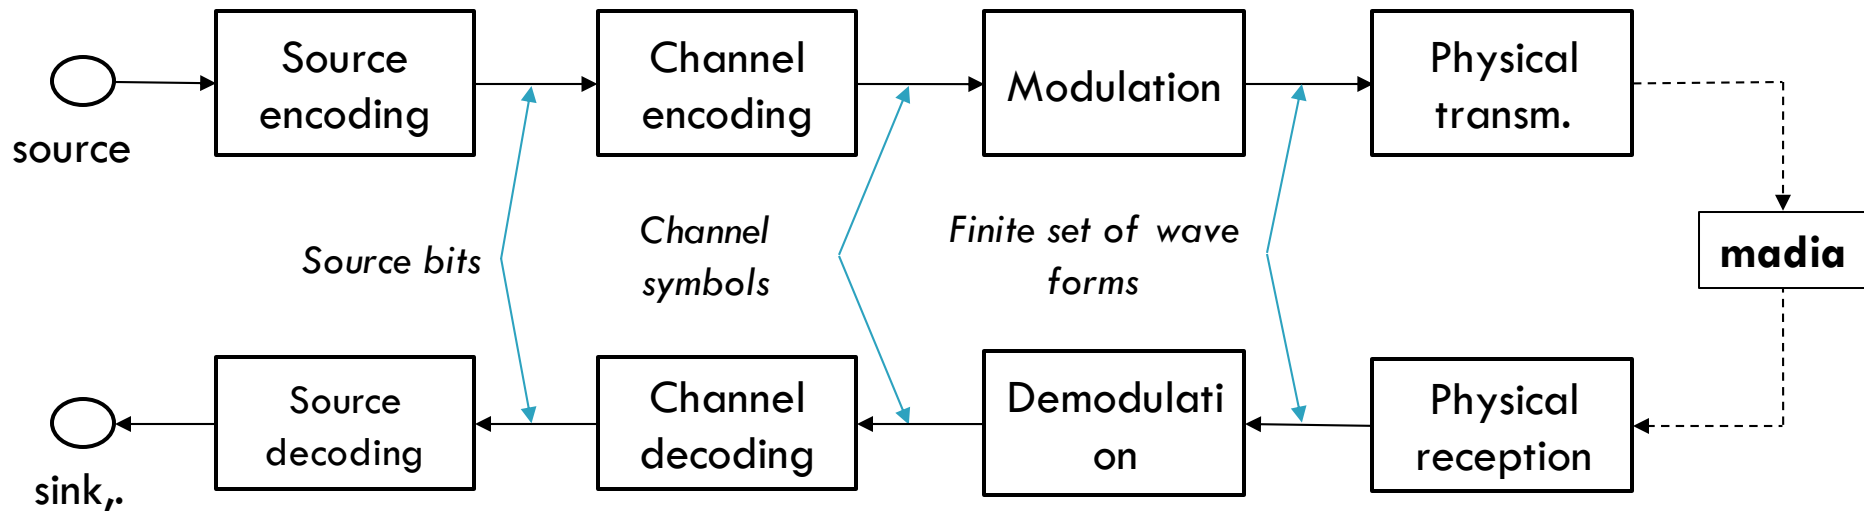 Source
encoding
Channel
encoding
Modulation
Physical
transm.
source
Source bits
Channel
symbols
Finite set of wave
forms
madia
Source
decoding
Channel
decoding
Demodulati
on
Physical
reception
sink,.